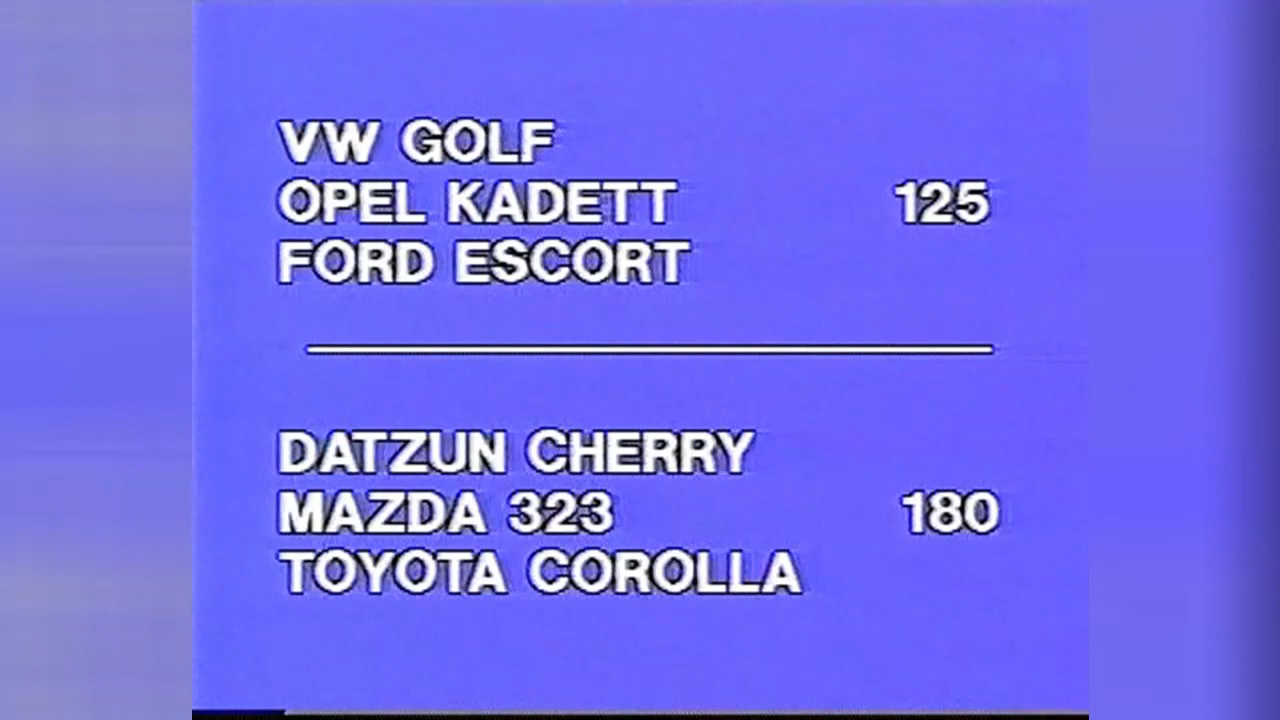 VW GOLF
OPEL KADETT 125
FORD ESCORT
DATZUN CHERRY
MAZDA 323 180
TOYOTA COROLLA